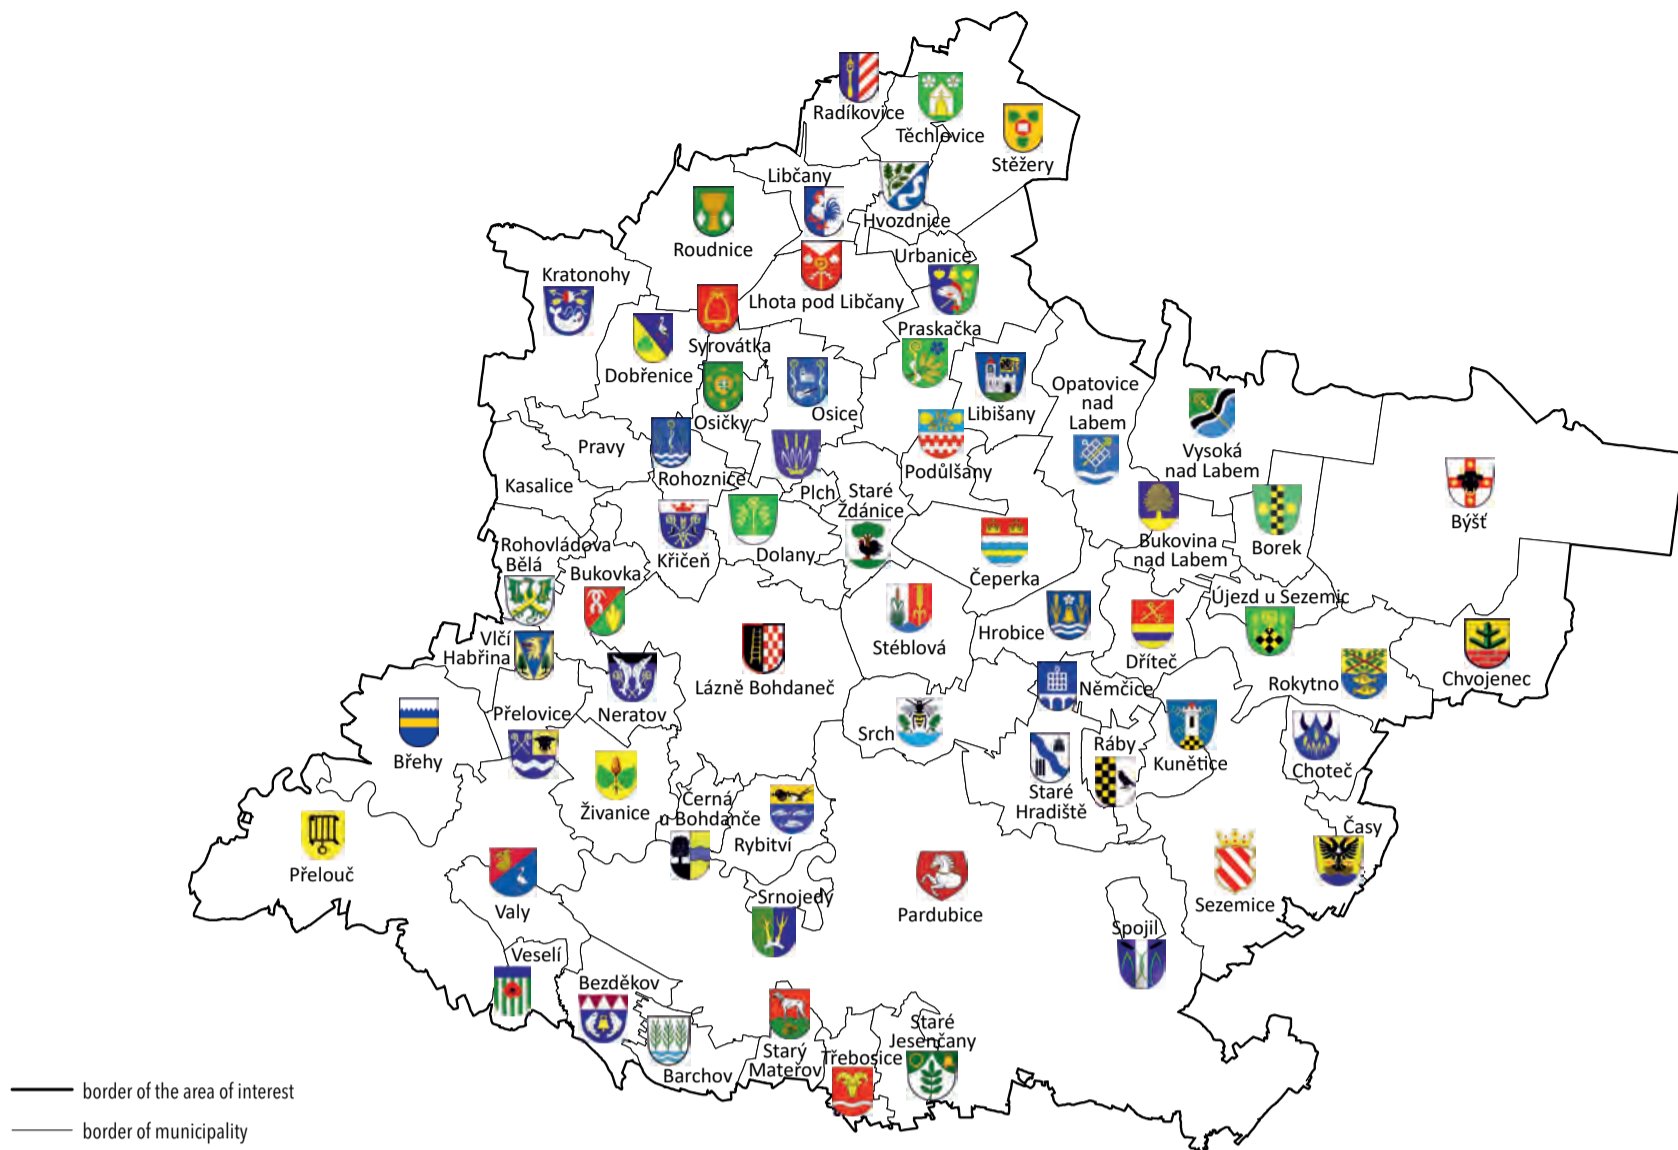 Radíkovice
Těchlovice
Stěžery
Libčany
Hvozdnice
Roudnice
Urbanice
Kratonohy
Lhota pod Libčany
Praskačka
Syrovátka
Dobřenice
Osice
Osičky
Libišany
Opatovice
nad
Labem
Vysoká
nad Labem
Pravy
Rohoznice
Podůlšany
Kasalice
Plch
Staré
Ždánice
Býšť
Rohovládova
Bělá
Křičeň
Dolany
Bukovina
nad Labem
Borek
Bukovka
Čeperka
Újezd u Sezemic
Vlčí
Habřina
Hrobice
Stéblová
Dříteč
Lázně Bohdaneč
Němčice
Rokytno
Chvojenec
Přelovice
Neratov
Srch
Ráby
Kunětice
Břehy
Choteč
Staré
Hradiště
Živanice
Černá
u Bohdanče
Rybitví
Časy
Přelouč
Valy
Srnojedy
Pardubice
Sezemice
Spojil
Veselí
Bezděkov
Staré
Jesenčany
Starý
Mateřov
Třebosice
Barchov
border of the area of interest
border of municipality